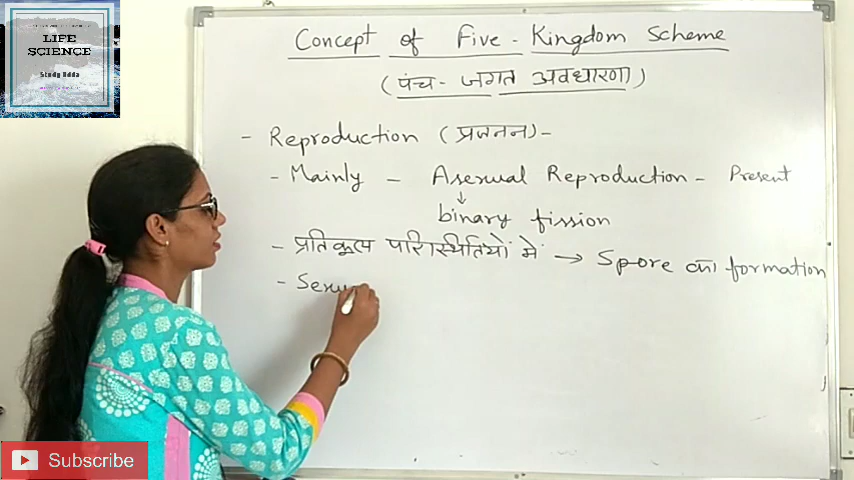 LIFE
SCIENCE
Study Adda
Concept of Five-Kingdom Scheme
(पंच-जगत अवधारणा)
- Reproduction (प्रजनन)-
- Mainly - Asexual Reproduction - Present
↓
binary fission
- प्रतिकूल परिस्थितियों में → Spore का formation
- Sexu
Subscribe